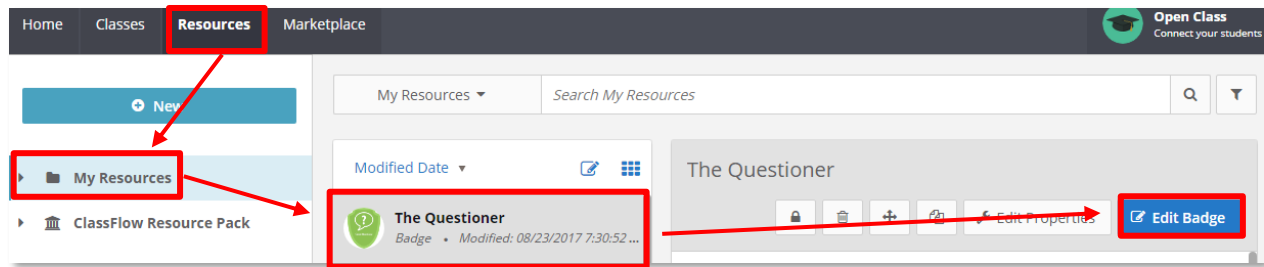 Home Classes Resources Marketplace
Open Class
Connect your students
New
My Resources Search My Resources
Modified Date
The Questioner
My Resources
The Questioner
Badge • Modified: 08/23/2017 7:30:52 ...
Edit Properties
Edit Badge
ClassFlow Resource Pack